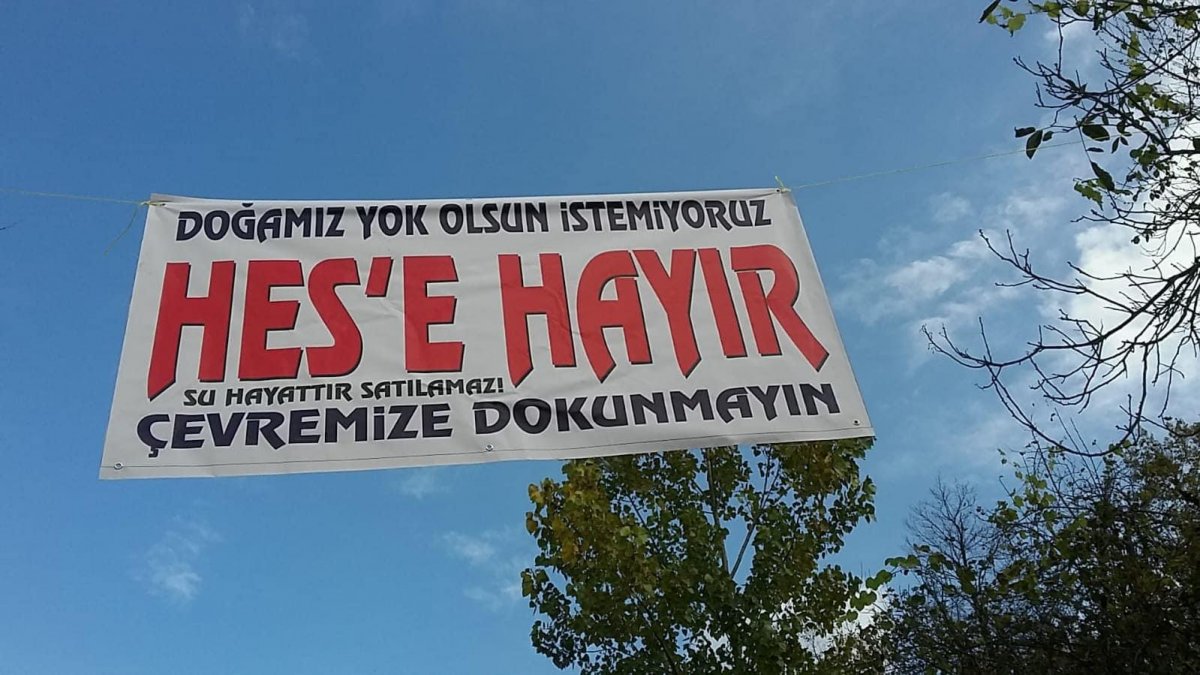 DOĞAMIZ YOK OLSUN İSTEMİYORUZ
HES'E HAYIR
SU HAYATTIR SATILAMAZ!
ÇEVREMİZE DOKUNMAYIN